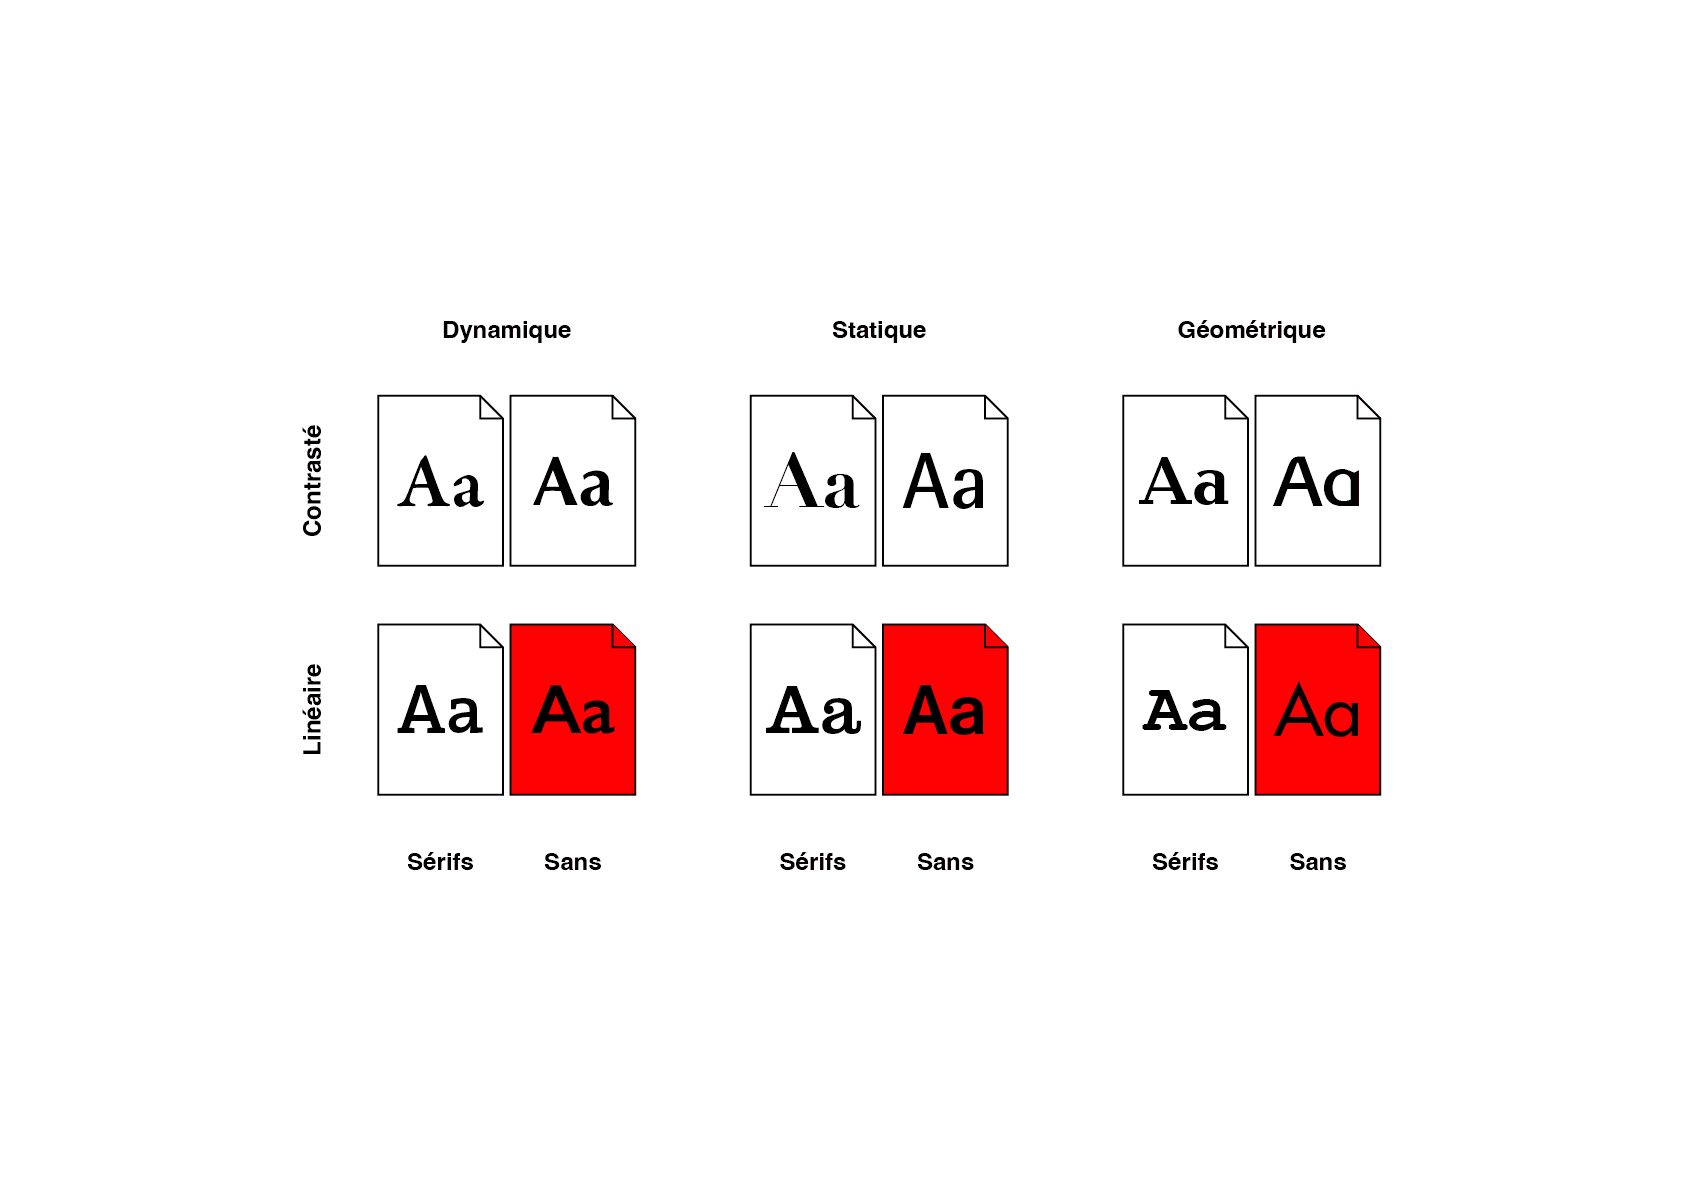 Dynamique Statique Géométrique
Contrasté
Aa Aa Aa Aa Aa Aa
Linéaire
Aa Aa Aa Aa Aa Aa
Sérifs Sans Sérifs Sans Sérifs Sans